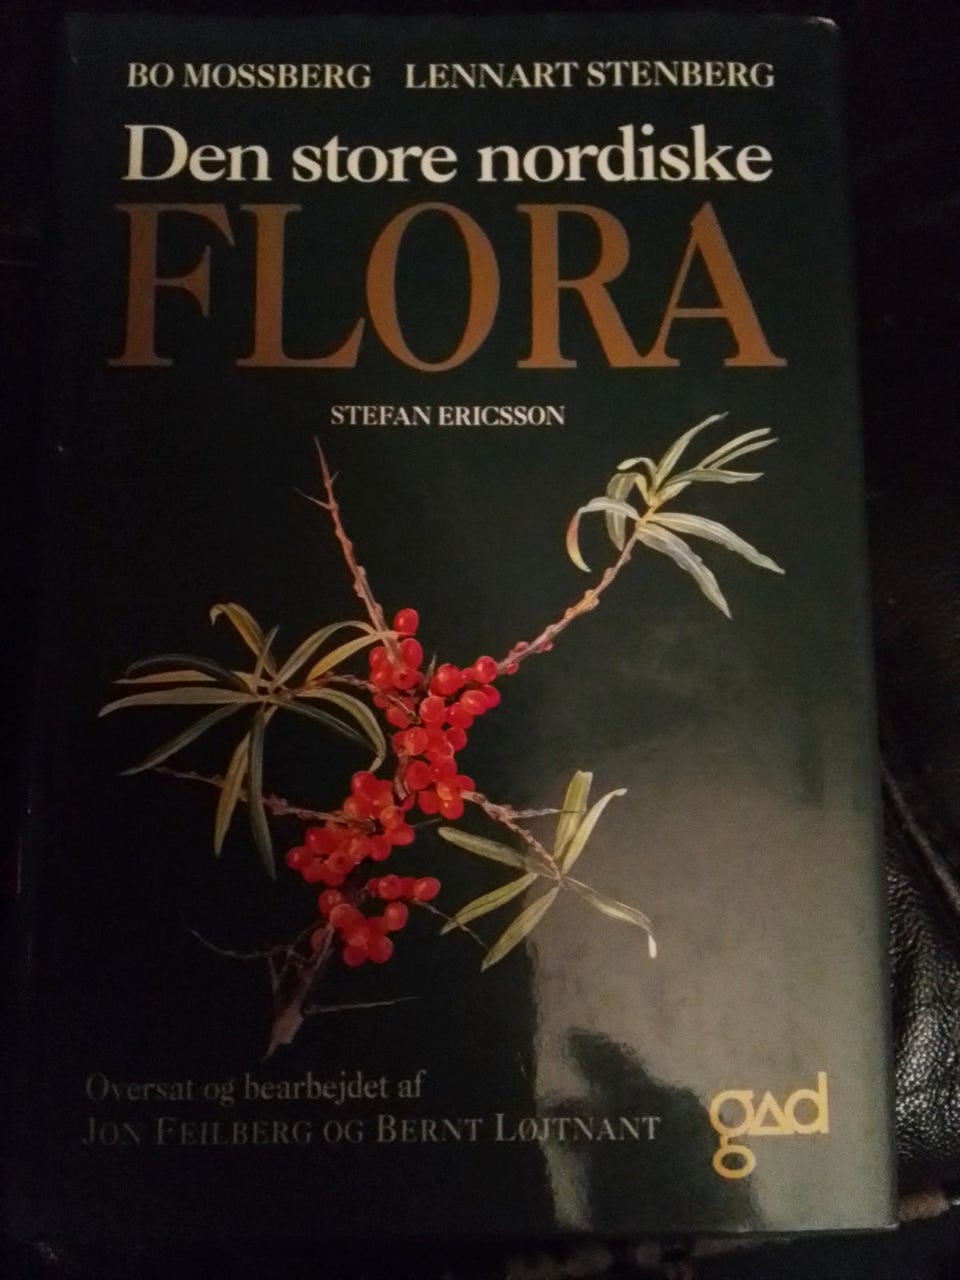 BO MOSSBERG LENNART STENBERG
Den store nordiske
FLORA
STEFAN ERICSSON
Oversat og bearbejdet af
JON FEILBERG OG BERNT LØJTNANT
gad